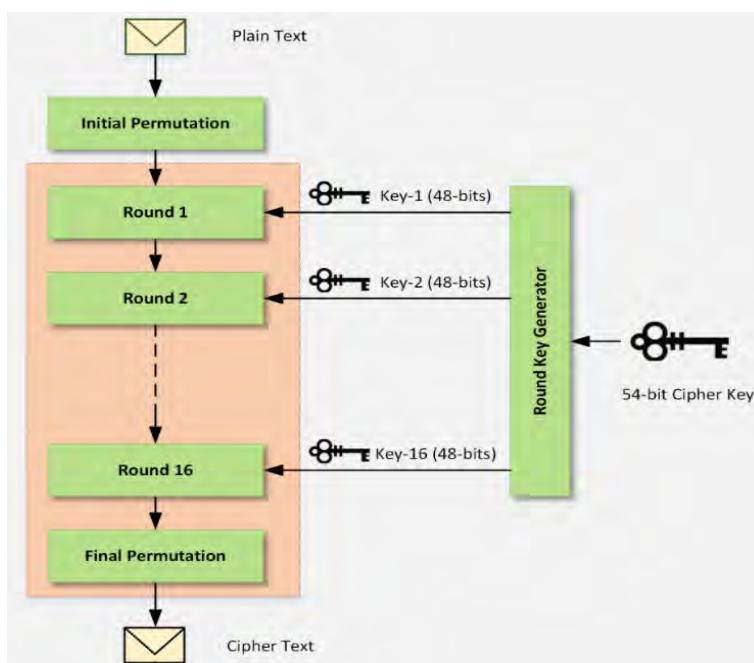 Plain Text
Initial Permutation
Round 1
Key-1 (48-bits)
Round 2
Key-2 (48-bits)
Round Key Generator
54-bit Cipher Key
Round 16
Key-16 (48-bits)
Final Permutation
Cipher Text